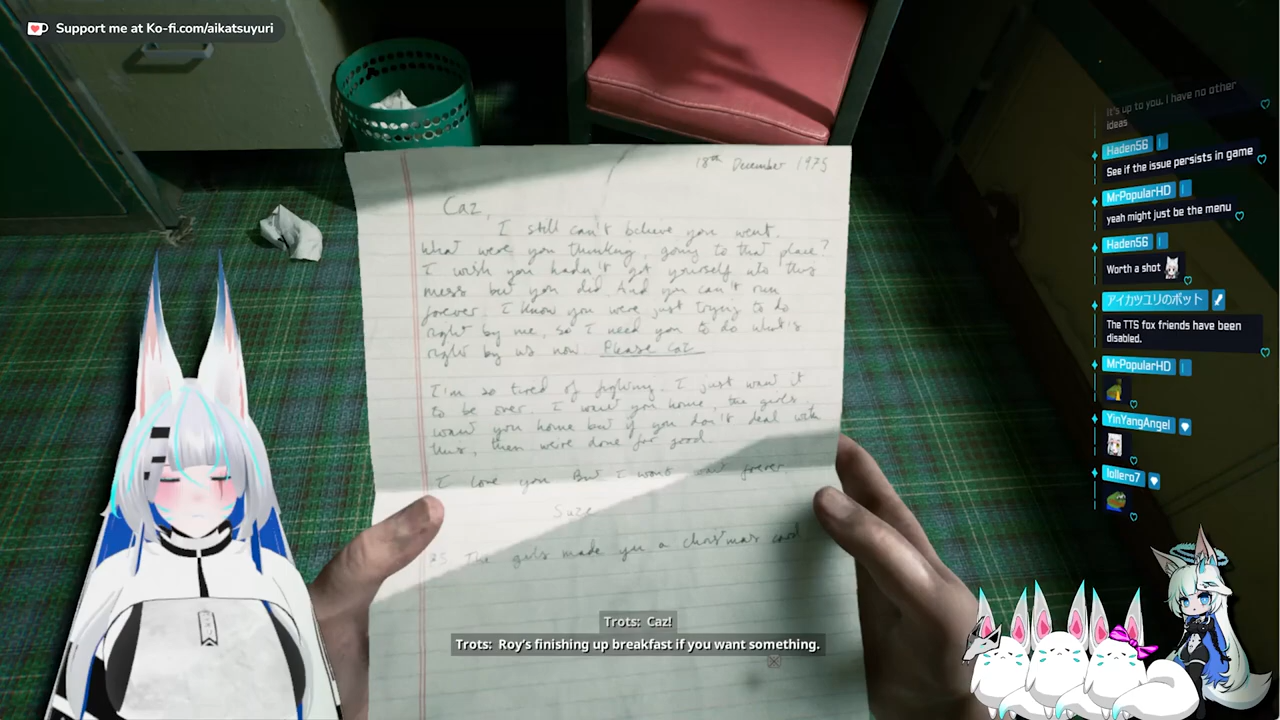 Support me at Ko-fi.com/aikatsuyuri
18th December 1975
Caz,
I still can't believe you went.
What were you thinking, going to that place?
I wish you hadn't got yourself into this
mess but you did. And you can't run
forever. I know you were just trying to do
right by me, so I need you to do what's
right by us now. Please Caz
I'm so tired of fighting. I just want it
to be over. I want you home, the girls
want you home but if you don't deal with
this, then we're done for good.
I love you. But I won't wait forever.
Suze
PS The girls made you a christmas card
Trots: Caz!
Trots: Roy's finishing up breakfast if you want something.
It's up to you. I have no other
ideas
Haden56
See if the issue persists in game
MrPopularHD
yeah might just be the menu
Haden56
Worth a shot
アイカツユリのボット
The TTS fox friends have been
disabled.
MrPopularHD
YinYangAngel
lollero7